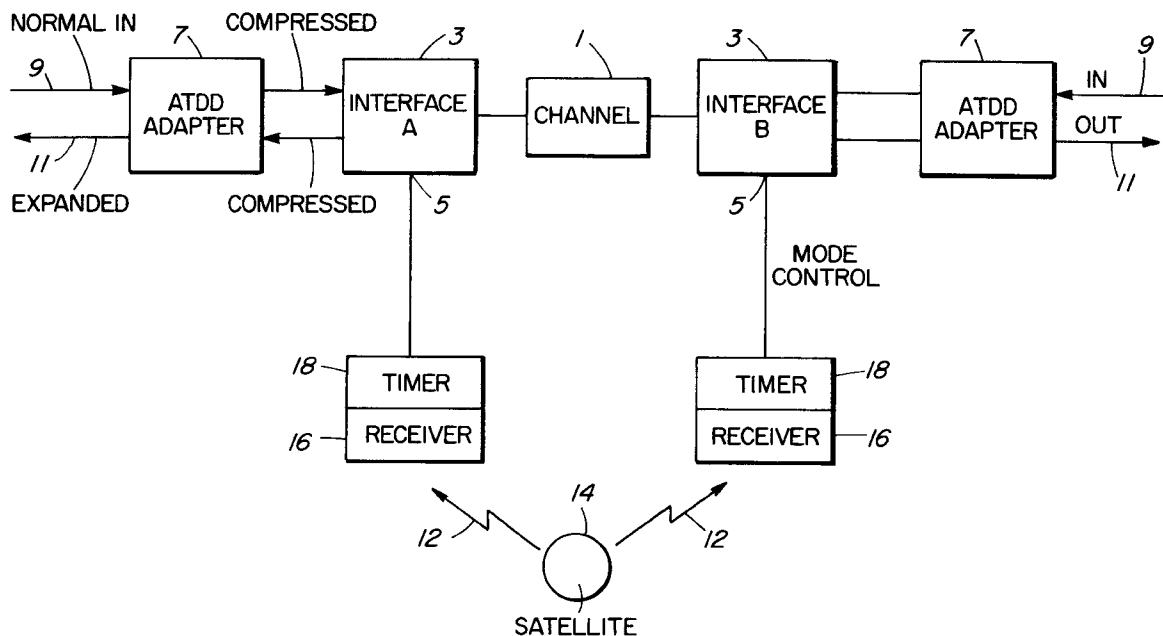 NORMAL IN
COMPRESSED
9
7
3
1
3
7
9
ATDD
ADAPTER
INTERFACE
A
CHANNEL
INTERFACE
B
ATDD
ADAPTER
IN
OUT
11
EXPANDED
COMPRESSED
5
5
11
MODE
CONTROL
18
TIMER
TIMER
18
16
RECEIVER
RECEIVER
16
12
14
12
SATELLITE